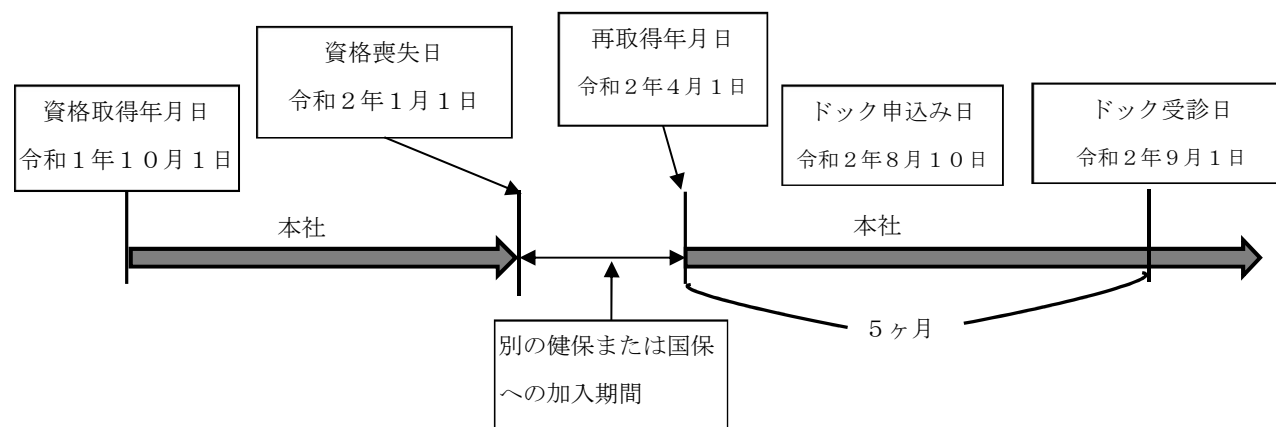 資格取得年月日
令和１年１０月１日
資格喪失日
令和２年１月１日
再取得年月日
令和２年４月１日
ドック申込み日
令和２年８月１０日
ドック受診日
令和２年９月１日
本社
本社
５ヶ月
別の健保または国保
への加入期間